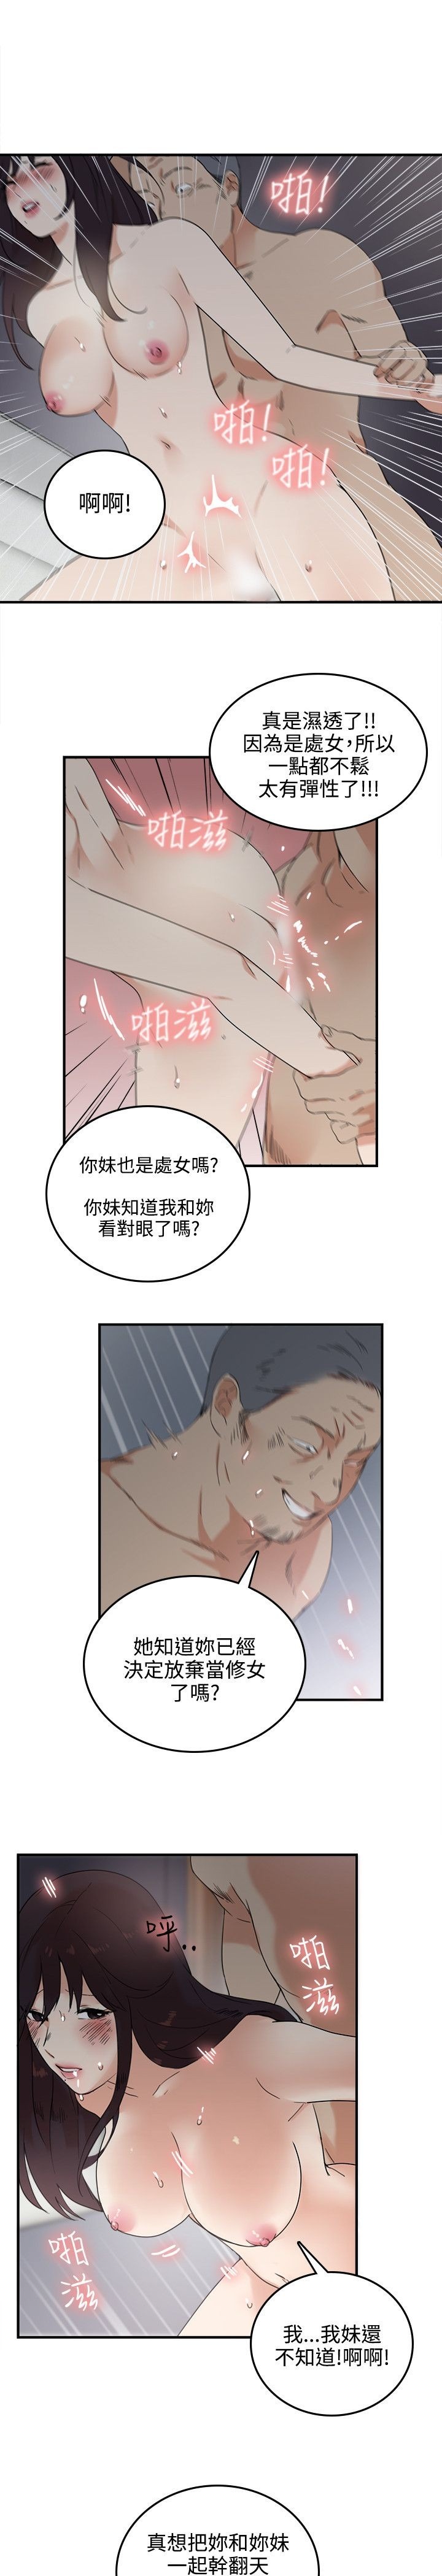 啪!
啪!
啪!
啊啊!
真是濕透了!!
因為是處女,所以
一點都不鬆
太有彈性了!!!
啪滋
啪滋
你妹也是處女嗎?
你妹知道我和妳
看對眼了嗎?
她知道妳已經
決定放棄當修女
了嗎?
呼..
啪
滋
啪
滋
我...我妹還
不知道!啊啊!
真想把妳和妳妹
一起幹翻天